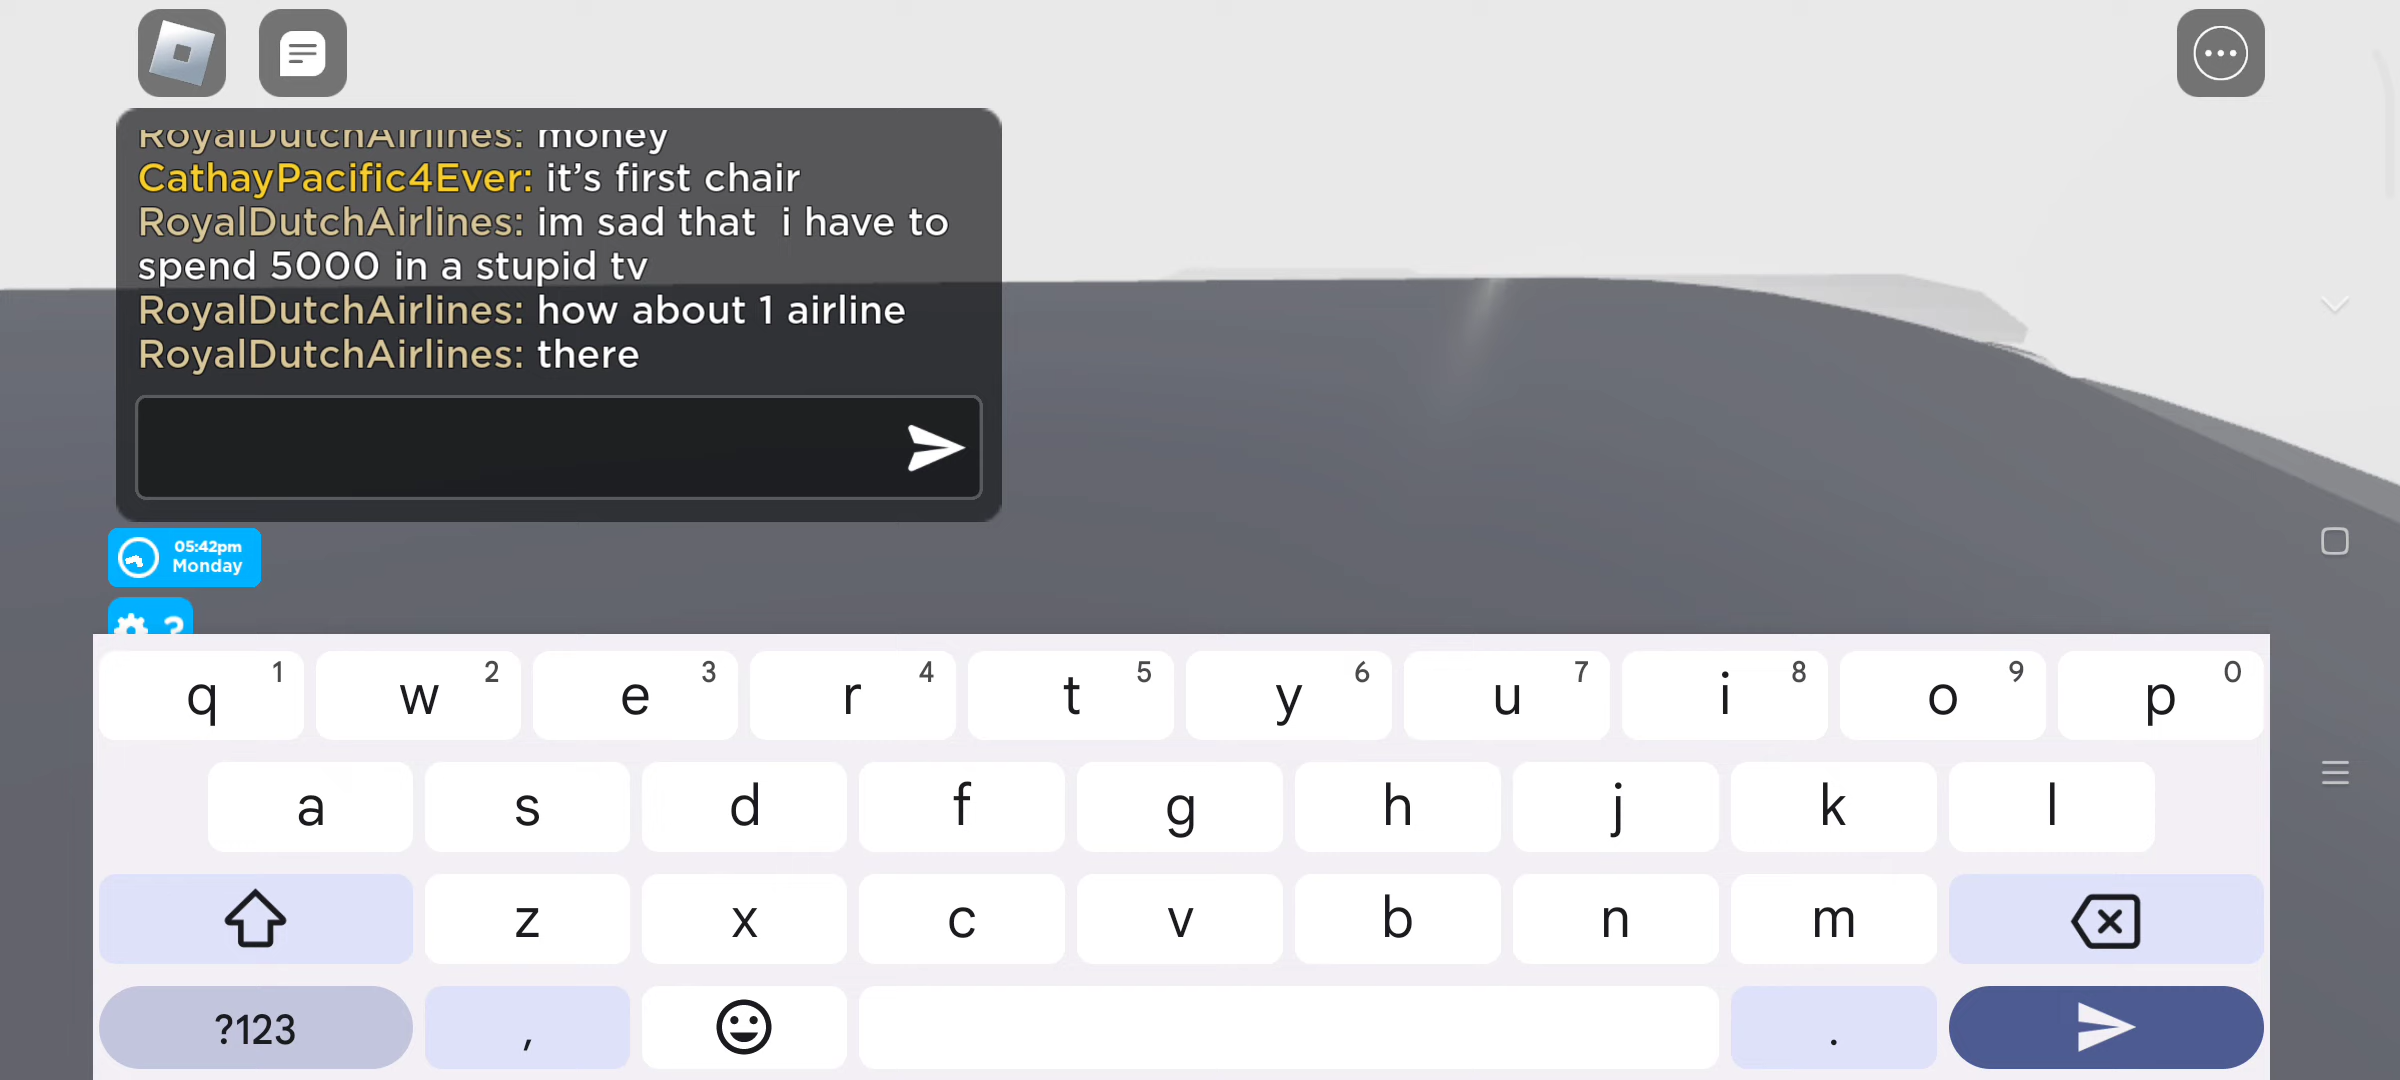 RoyalDutchAirlines: money
CathayPacific4Ever: it’s first chair
RoyalDutchAirlines: im sad that  i have to
spend 5000 in a stupid tv
RoyalDutchAirlines: how about 1 airline
RoyalDutchAirlines: there
05:42pm
Monday
?
q 1 w 2 e 3 r 4 t 5 y 6 u 7 i 8 o 9 p 0
a s d f g h j k l
z x c v b n m
?123 , .